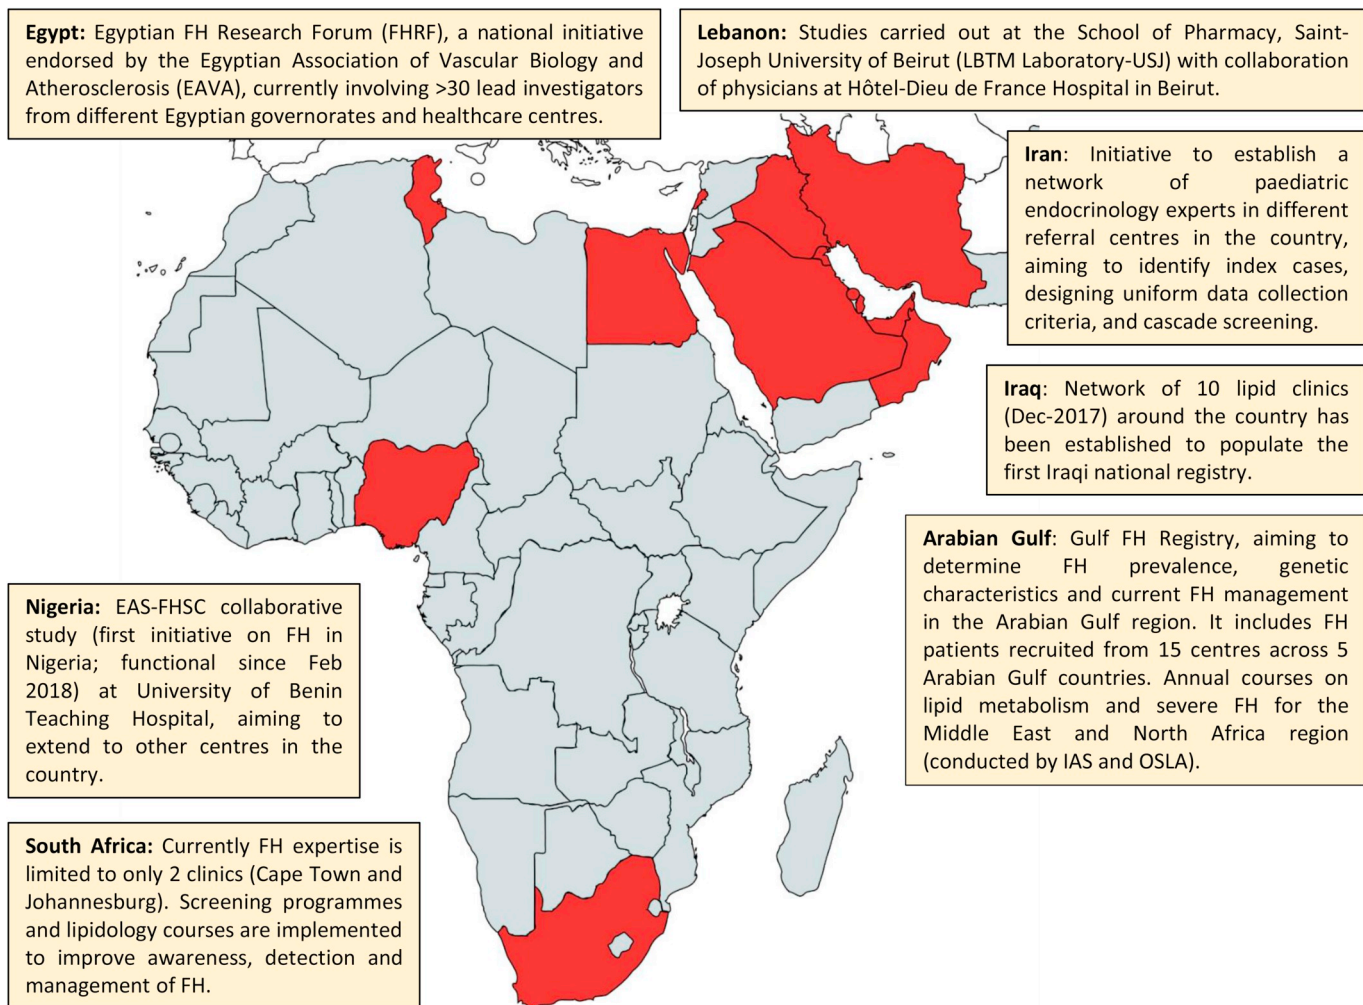 Egypt: Egyptian FH Research Forum (FHRF), a national initiative
endorsed by the Egyptian Association of Vascular Biology and
Atherosclerosis (EAVA), currently involving >30 lead investigators
from different Egyptian governorates and healthcare centres.
Lebanon: Studies carried out at the School of Pharmacy, Saint-
Joseph University of Beirut (LBTM Laboratory-USJ) with collaboration
of physicians at Hôtel-Dieu de France Hospital in Beirut.
Iran: Initiative to establish a
network of paediatric
endocrinology experts in different
referral centres in the country,
aiming to identify index cases,
designing uniform data collection
criteria, and cascade screening.
Iraq: Network of 10 lipid clinics
(Dec-2017) around the country has
been established to populate the
first Iraqi national registry.
Arabian Gulf: Gulf FH Registry, aiming to
determine FH prevalence, genetic
characteristics and current FH management
in the Arabian Gulf region. It includes FH
patients recruited from 15 centres across 5
Arabian Gulf countries. Annual courses on
lipid metabolism and severe FH for the
Middle East and North Africa region
(conducted by IAS and OSLA).
Nigeria: EAS-FHSC collaborative
study (first initiative on FH in
Nigeria; functional since Feb
2018) at University of Benin
Teaching Hospital, aiming to
extend to other centres in the
country.
South Africa: Currently FH expertise is
limited to only 2 clinics (Cape Town and
Johannesburg). Screening programmes
and lipidology courses are implemented
to improve awareness, detection and
management of FH.